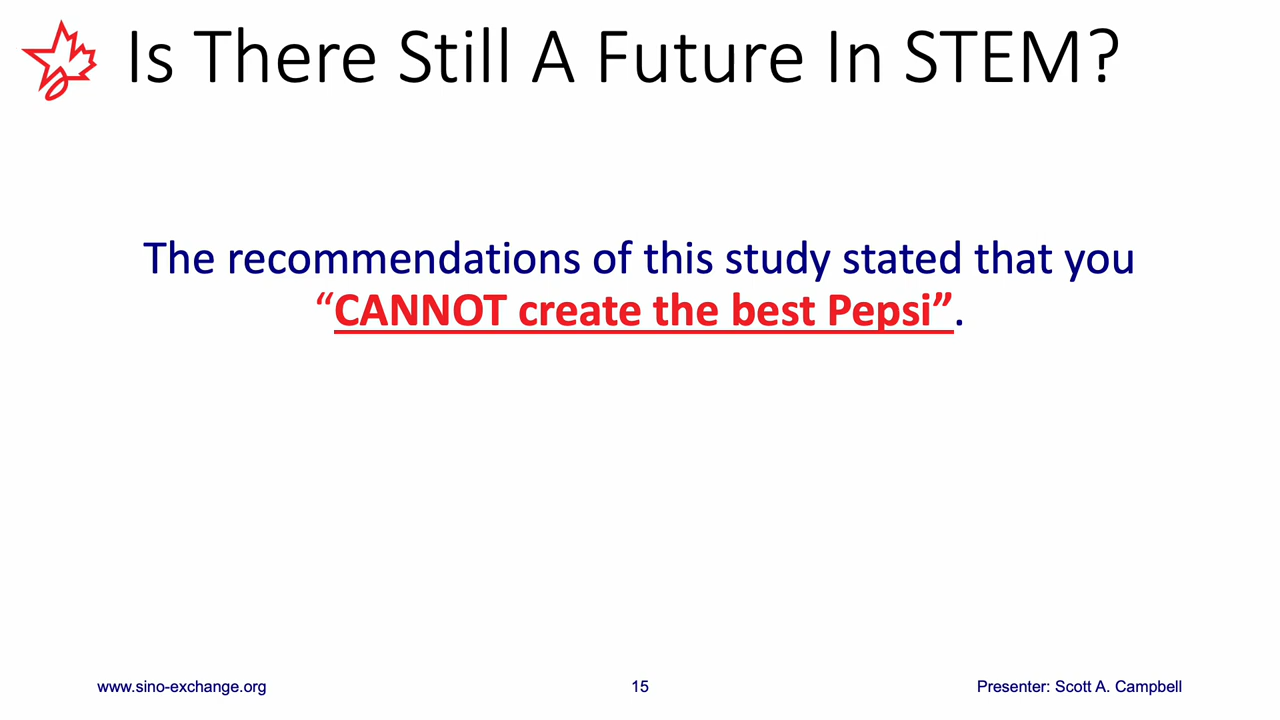 Is There Still A Future In STEM?
The recommendations of this study stated that you
“CANNOT create the best Pepsi”.
www.sino-exchange.org
15
Presenter: Scott A. Campbell